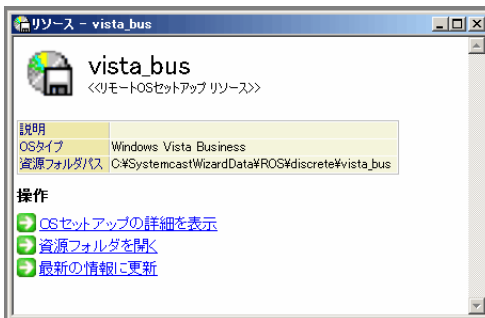 リソース - vista_bus
vista_bus
<<リモートOSセットアップ リソース>>
説明
OSタイプ Windows Vista Business
資源フォルダパス C:¥SystemcastWizardData¥ROS¥discrete¥vista_bus
操作
OSセットアップの詳細を表示
資源フォルダを開く
最新の情報に更新